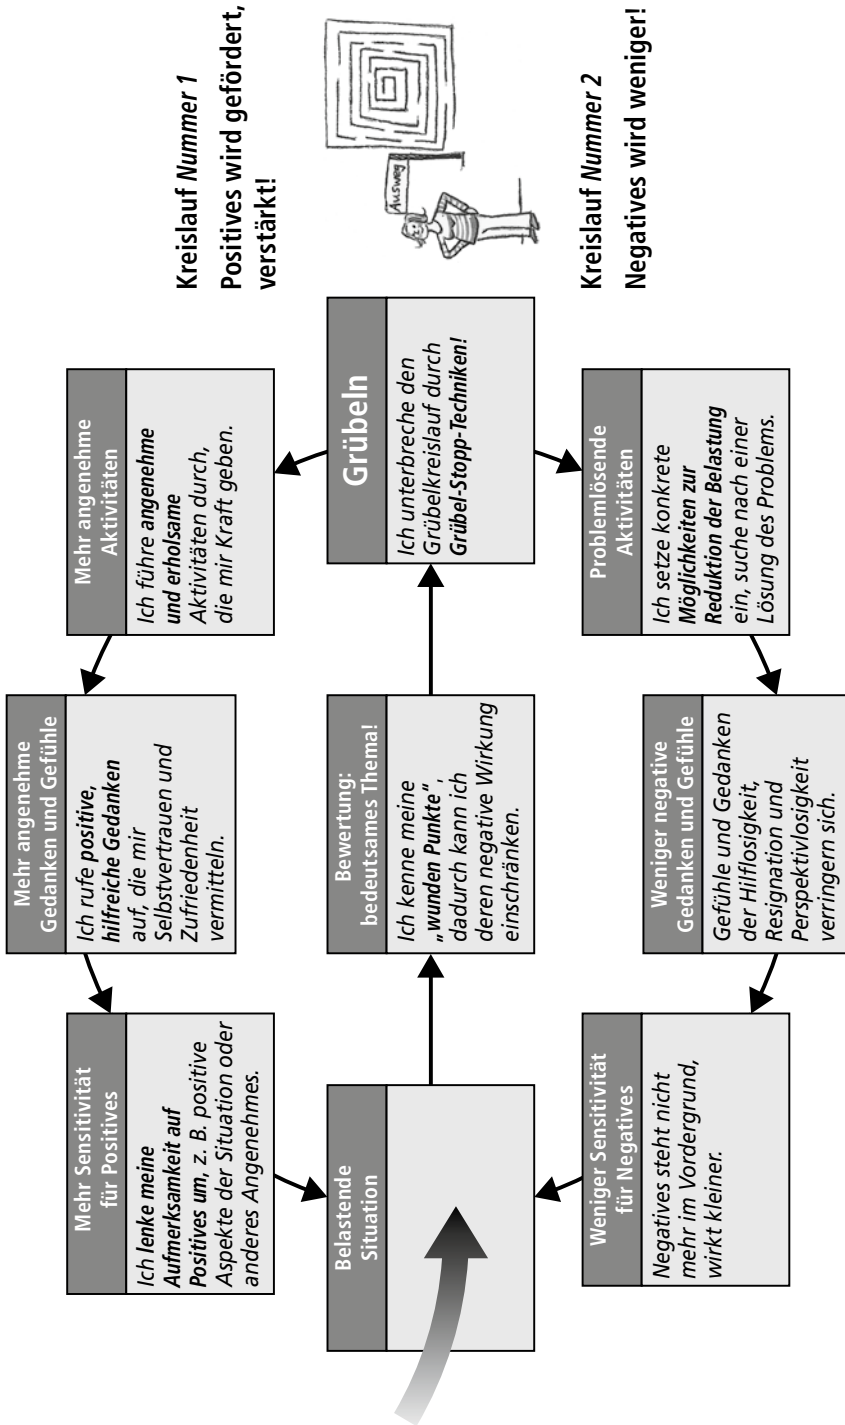 Kreislauf Nummer 1
Positives wird gefördert,
verstärkt!
Ausweg
Kreislauf Nummer 2
Negatives wird weniger!
Mehr angenehme
Gedanken und Gefühle
Ich rufe positive,
hilfreiche Gedanken
auf, die mir
Selbstvertrauen und
Zufriedenheit
vermitteln.
Mehr Sensitivität
für Positives
Ich lenke meine
Aufmerksamkeit auf
Positives um, z. B. positive
Aspekte der Situation oder
anderes Angenehmes.
Mehr angenehme
Aktivitäten
Ich führe angenehme
und erholsame
Aktivitäten durch,
die mir Kraft geben.
Belastende
Situation
Bewertung:
bedeutsames Thema!
Ich kenne meine
„wunden Punkte“,
dadurch kann ich
deren negative Wirkung
einschränken.
Grübeln
Ich unterbreche den
Grübelkreislauf durch
Grübel-Stopp-Techniken!
Weniger Sensitivität
für Negatives
Negatives steht nicht
mehr im Vordergrund,
wirkt kleiner.
Weniger negative
Gedanken und Gefühle
Gefühle und Gedanken
der Hilflosigkeit,
Resignation und
Perspektivlosigkeit
verringern sich.
Problemlösende
Aktivitäten
Ich setze konkrete
Möglichkeiten zur
Reduktion der Belastung
ein, suche nach einer
Lösung des Problems.